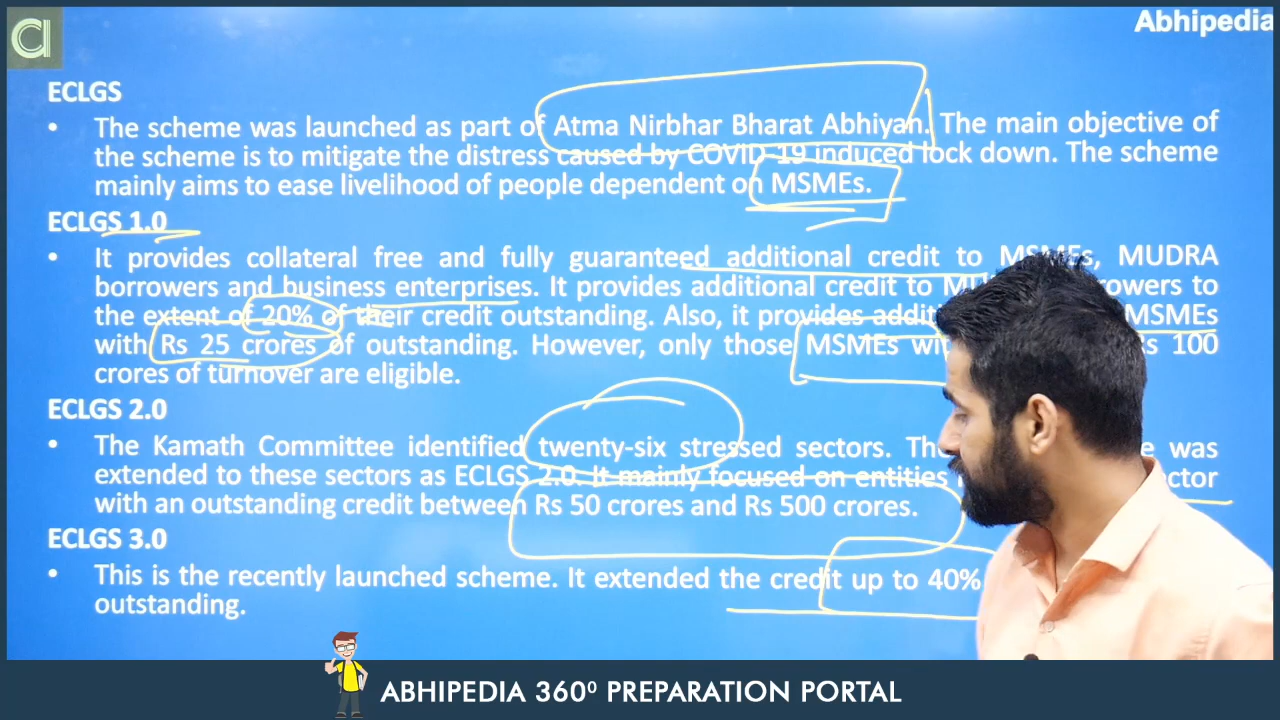 Abhipedia
ECLGS
• The scheme was launched as part of Atma Nirbhar Bharat Abhiyan. The main objective of
the scheme is to mitigate the distress caused by COVID 19 induced lock down. The scheme
mainly aims to ease livelihood of people dependent on MSMEs.
ECLGS 1.0
• It provides collateral free and fully guaranteed additional credit to MSMEs, MUDRA
borrowers and business enterprises. It provides additional credit to to
the extent of 20% of their credit outstanding. Also, it provides MSMEs
with Rs 25 crores of outstanding. However, only those MSMEs 100
crores of turnover are eligible.
ECLGS 2.0
• The Kamath Committee identified twenty-six stressed sectors. was
extended to these sectors as ECLGS 2.0. It mainly focused on entities
with an outstanding credit between Rs 50 crores and Rs 500 crores.
ECLGS 3.0
• This is the recently launched scheme. It extended the credit up to 40%
outstanding.
ABHIPEDIA 360⁰ PREPARATION PORTAL